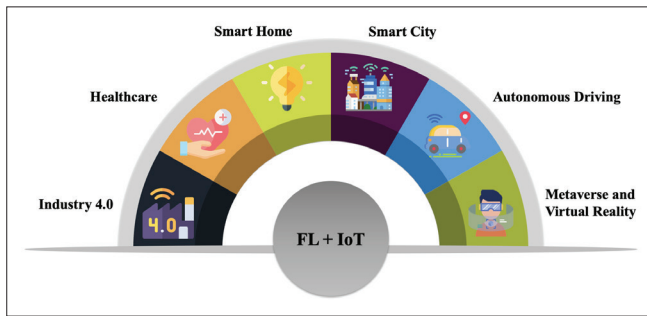 Smart Home
Smart City
Healthcare
Autonomous Driving
Industry 4.0
4.0
Metaverse and
Virtual Reality
FL + IoT